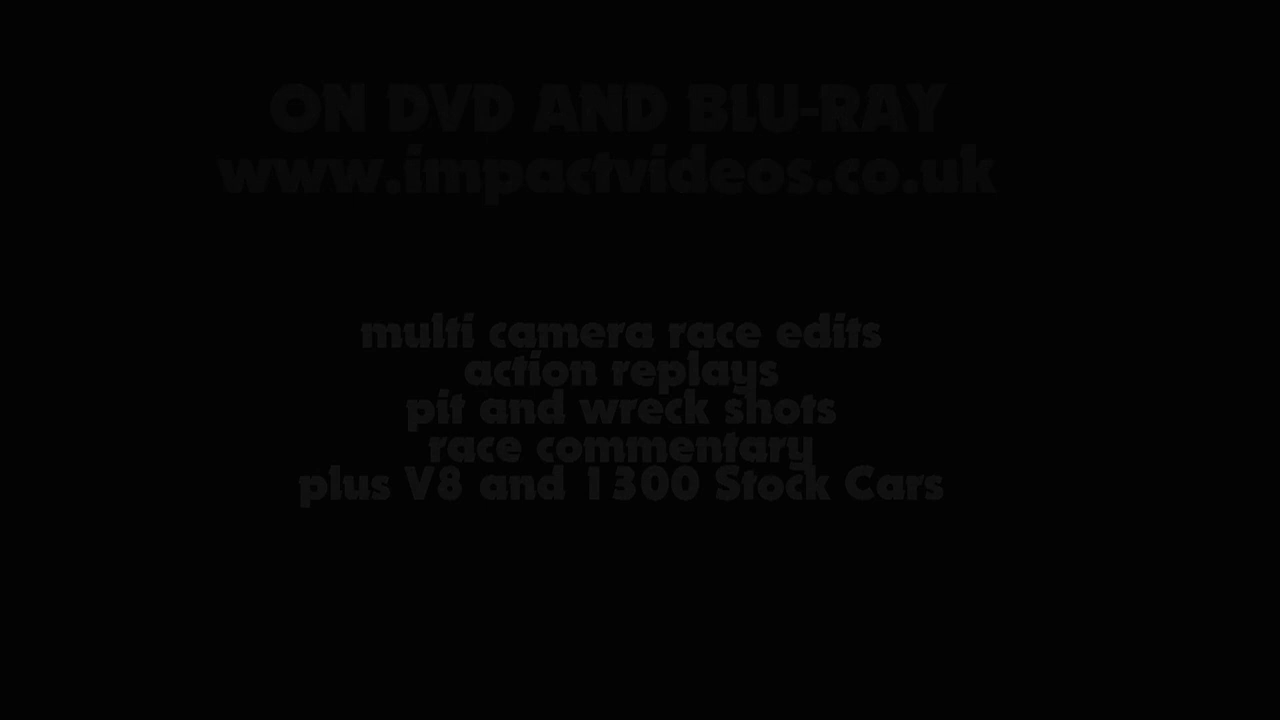 ON DVD AND BLU-RAY
www.impactvideos.co.uk
multi camera race edits
action replays
pit and wreck shots
race commentary
plus V8 and 1300 Stock Cars